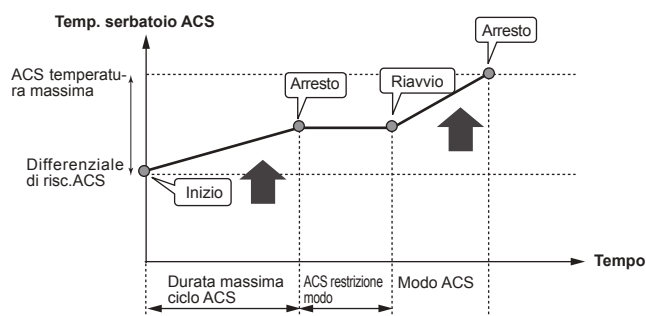 Temp. serbatoio ACS
Arresto
ACS temperatu-
ra massima
Arresto
Riavvio
Differenziale
di risc.ACS
Inizio
Tempo
Durata massima
ciclo ACS
ACS restrizione
modo
Modo ACS